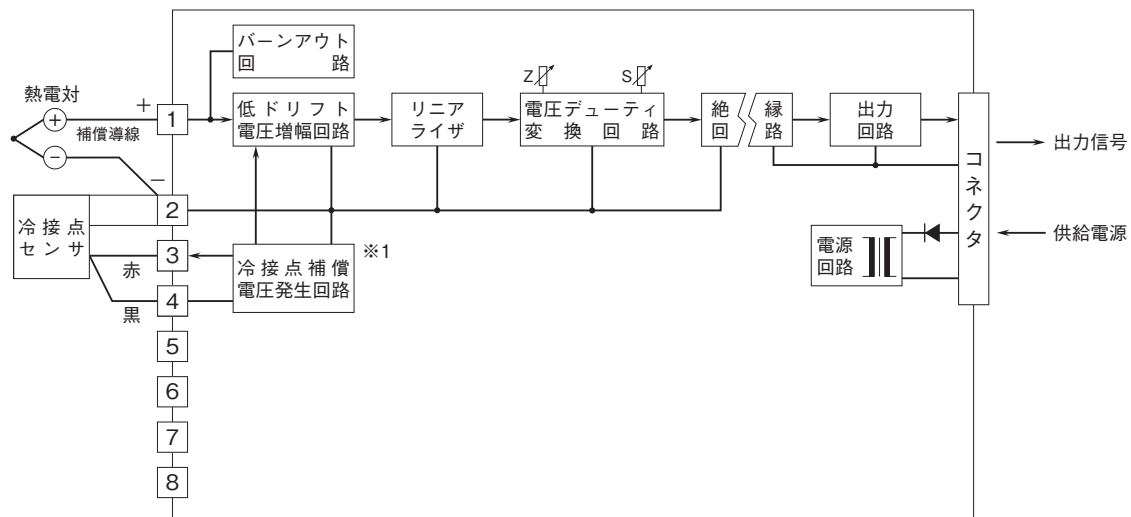 バーンアウト
回路
熱電対
＋
1
＋
補償導線
－
－
2
冷接点
センサ
3
赤
4
黒
5
6
7
8
低ドリフト
電圧増幅回路
リニア
ライザ
Z
S
電圧デューティ
変換回路
絶縁
回路
出力
回路
コネクタ
出力信号
供給電源
冷接点補償
電圧発生回路
※1
電源
回路